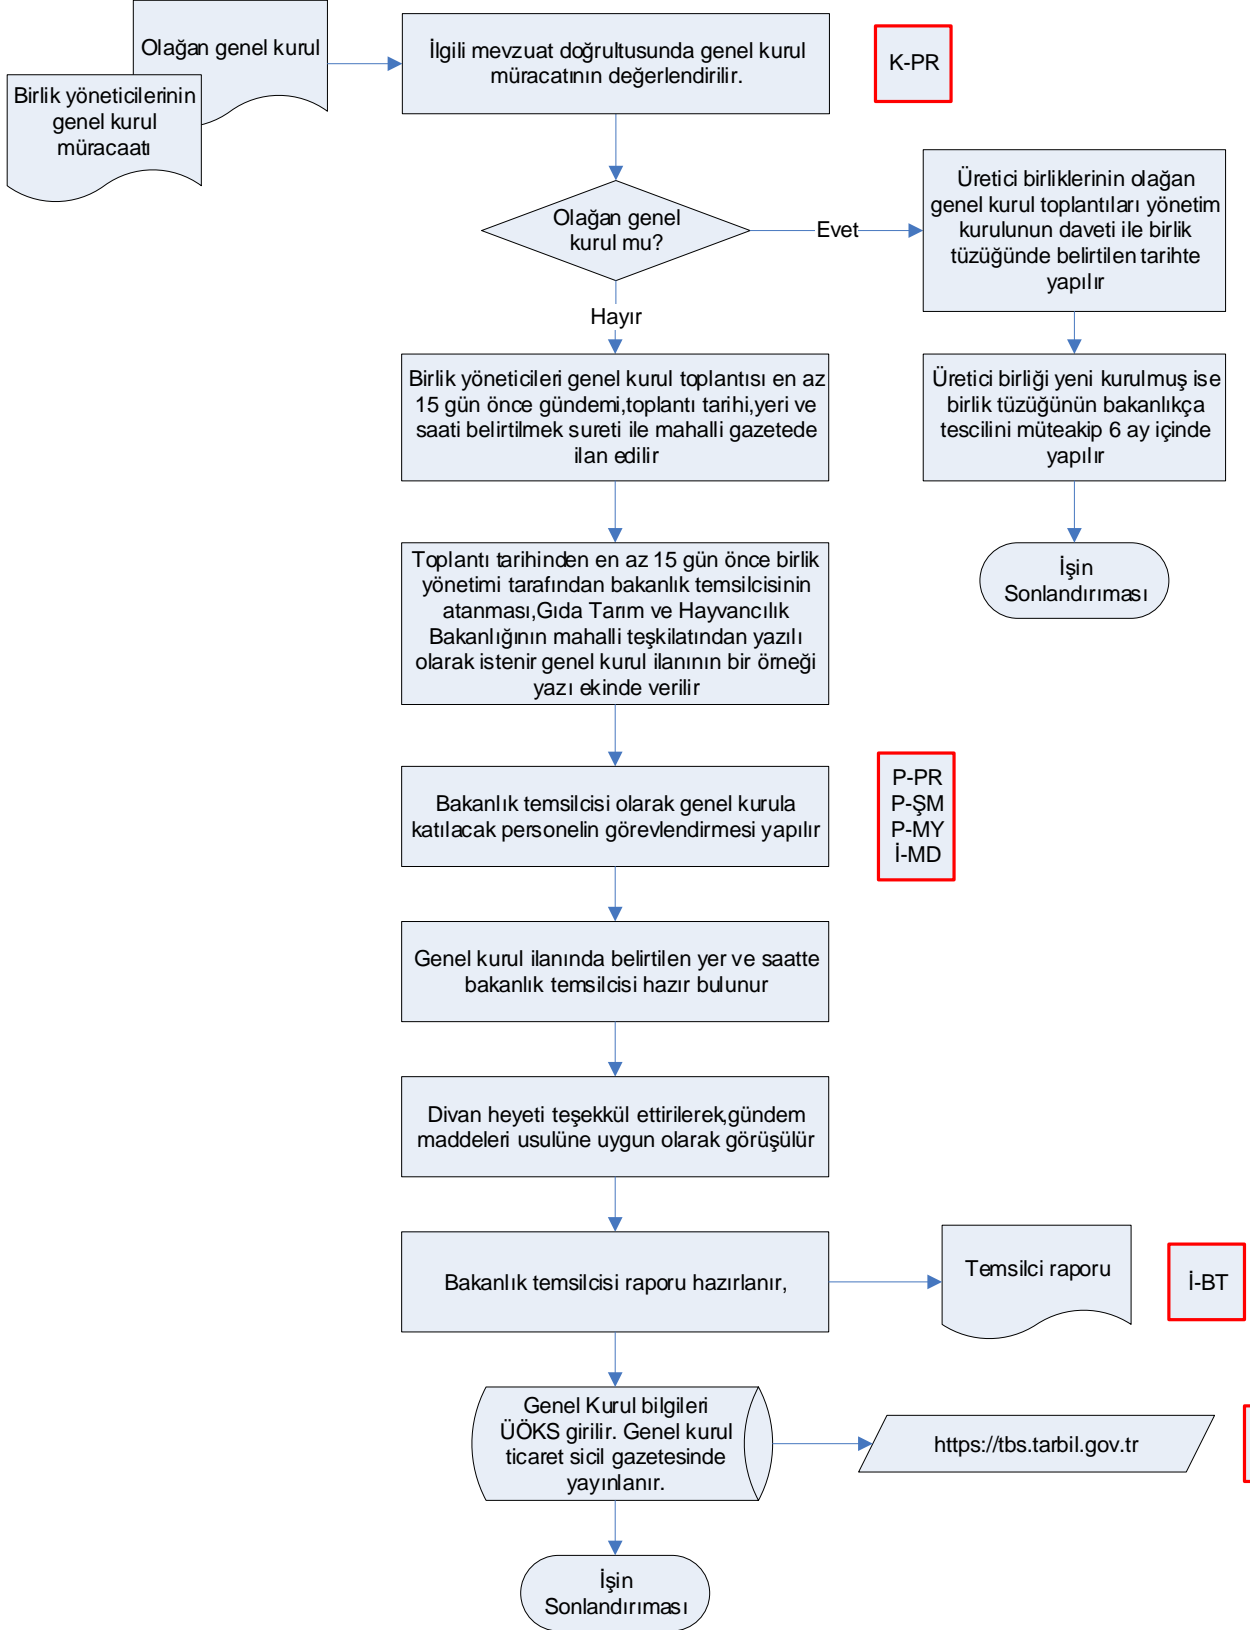 Olağan genel kurul
Birlik yöneticilerinin
genel kurul
müracaatı
İlgili mevzuat doğrultusunda genel kurul
müracatının değerlendirilir.
K-PR
Olağan genel
kurul mu?
Evet
Üretici birliklerinin olağan
genel kurul toplantıları yönetim
kurulunun daveti ile birlik
tüzüğünde belirtilen tarihte
yapılır
Hayır
Birlik yöneticileri genel kurul toplantısı en az
15 gün önce gündemi,toplantı tarihi,yeri ve
saati belirtilmek sureti ile mahalli gazetede
ilan edilir
Üretici birliği yeni kurulmuş ise
birlik tüzüğünün bakanlıkça
tescilini müteakip 6 ay içinde
yapılır
İşin
Sonlandırıması
Toplantı tarihinden en az 15 gün önce birlik
yönetimi tarafından bakanlık temsilcisinin
atanması,Gıda Tarım ve Hayvancılık
Bakanlığının mahalli teşkilatından yazılı
olarak istenir genel kurul ilanının bir örneği
yazı ekinde verilir
Bakanlık temsilcisi olarak genel kurula
katılacak personelin görevlendirmesi yapılır
P-PR
P-ŞM
P-MY
İ-MD
Genel kurul ilanında belirtilen yer ve saatte
bakanlık temsilcisi hazır bulunur
Divan heyeti teşekkül ettirilerek,gündem
maddeleri usulüne uygun olarak görüşülür
Bakanlık temsilcisi raporu hazırlanır,
Temsilci raporu
İ-BT
Genel Kurul bilgileri
ÜÖKS girilir. Genel kurul
ticaret sicil gazetesinde
yayınlanır.
https://tbs.tarbil.gov.tr
İşin
Sonlandırıması